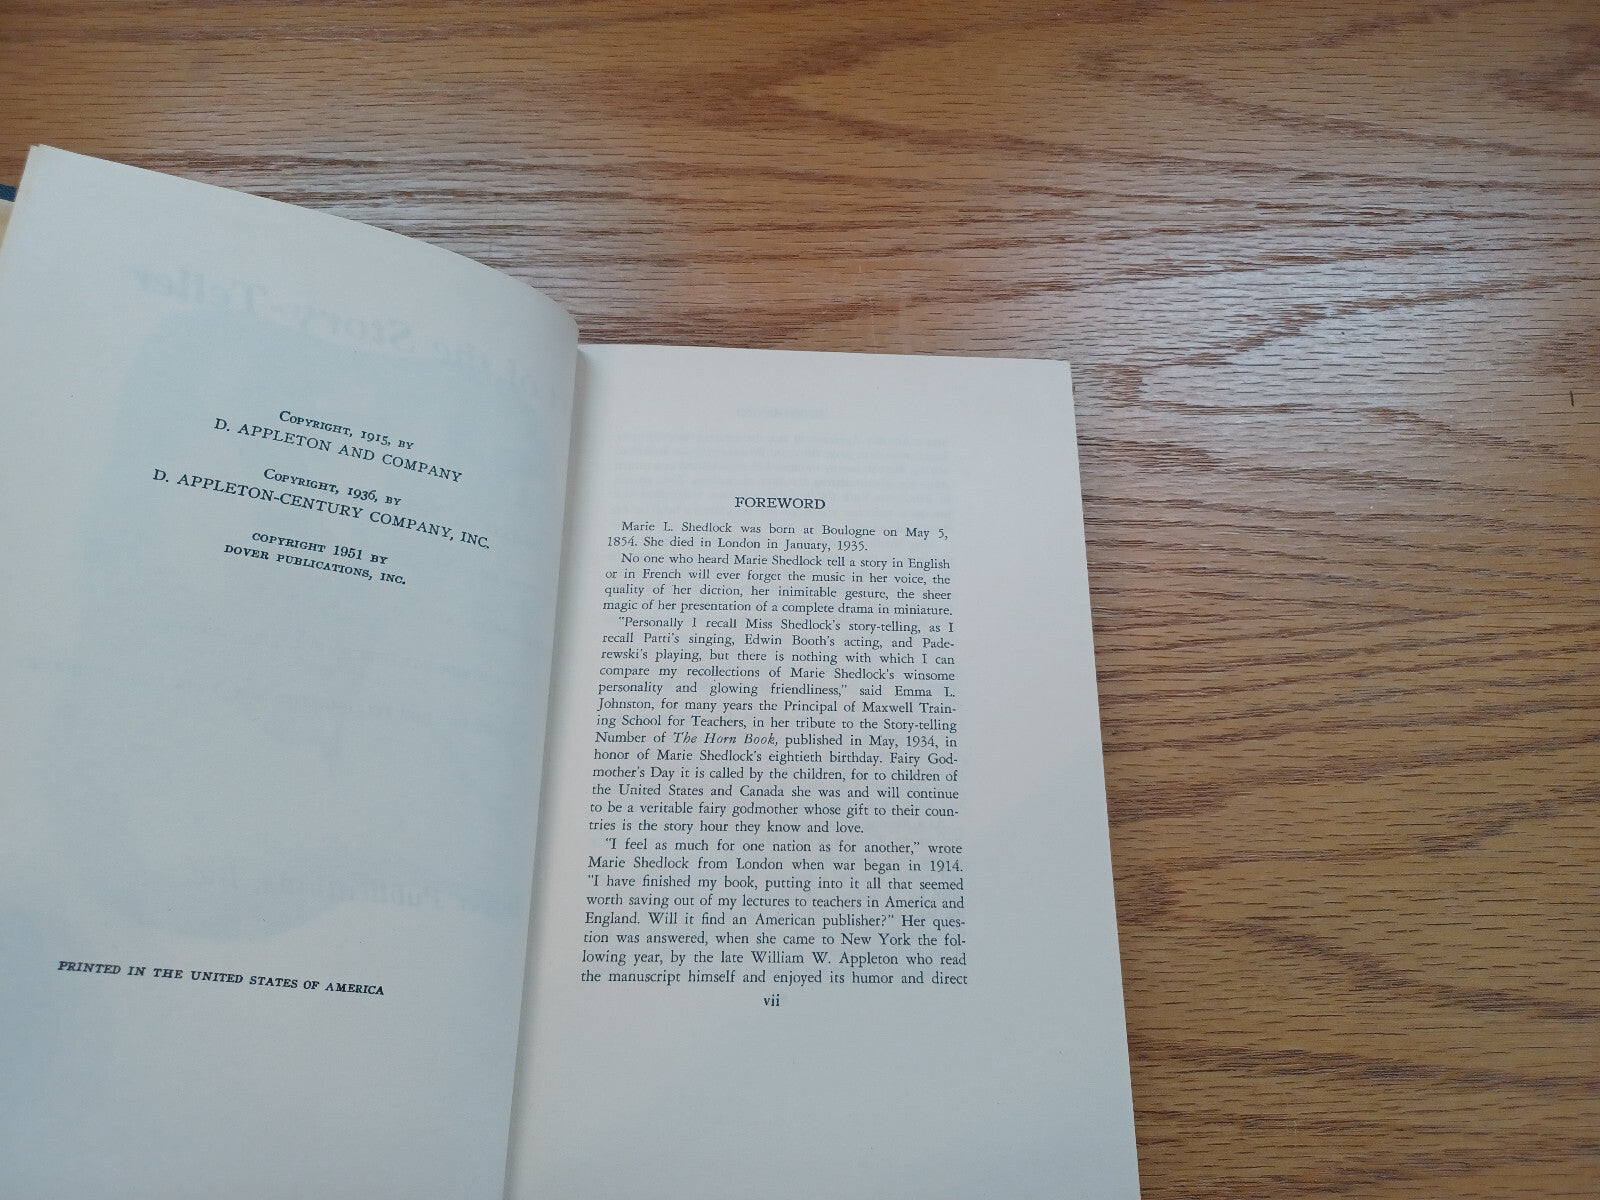 COPYRIGHT, 1915, BY
D. APPLETON AND COMPANY
COPYRIGHT, 1936, BY
D. APPLETON-CENTURY COMPANY, INC.
COPYRIGHT 1951 BY
DOVER PUBLICATIONS, INC.
PRINTED IN THE UNITED STATES OF AMERICA
FOREWORD
Marie L. Shedlock was born at Boulogne on May 5,
1854. She died in London in January, 1935.
No one who heard Marie Shedlock tell a story in English
or in French will ever forget the music in her voice, the
quality of her diction, her inimitable gesture, the sheer
magic of her presentation of a complete drama in miniature.
"Personally I recall Miss Shedlock's story-telling, as I
recall Patti's singing, Edwin Booth's acting, and Pade-
rewski's playing, but there is nothing with which I can
compare my recollections of Marie Shedlock's winsome
personality and glowing friendliness," said Emma L.
Johnston, for many years the Principal of Maxwell Train-
ing School for Teachers, in her tribute to the Story-telling
Number of The Horn Book, published in May, 1934, in
honor of Marie Shedlock's eightieth birthday. Fairy God-
mother's Day it is called by the children, for to children of
the United States and Canada she was and will continue
to be a veritable fairy godmother whose gift to their coun-
tries is the story hour they know and love.
"I feel as much for one nation as for another," wrote
Marie Shedlock from London when war began in 1914.
"I have finished my book, putting into it all that seemed
worth saving out of my lectures to teachers in America and
England. Will it find an American publisher?" Her ques-
tion was answered, when she came to New York the fol-
lowing year, by the late William W. Appleton who read
the manuscript himself and enjoyed its humor and direct
vii